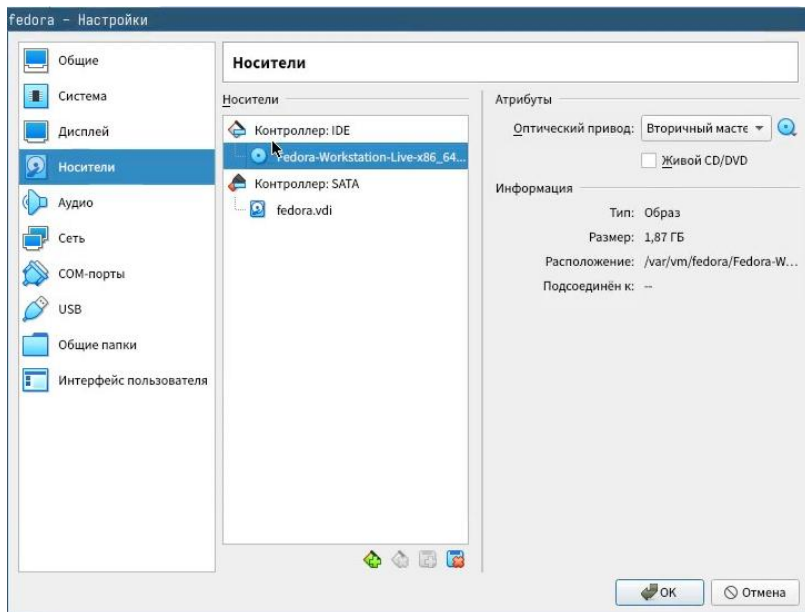 fedora – Настройки
Общие
Система
Дисплей
Носители
Аудио
Сеть
COM-порты
USB
Общие папки
Интерфейс пользователя
Носители
Носители
Контроллер: IDE
Fedora-Workstation-Live-x86_64...
Контроллер: SATA
fedora.vdi
Атрибуты
Оптический привод: Вторичный масте
Живой CD/DVD
Информация
Тип: Образ
Размер: 1,87 ГБ
Расположение: /var/vm/fedora/Fedora-W...
Подсоединён к: --
OK
Отмена